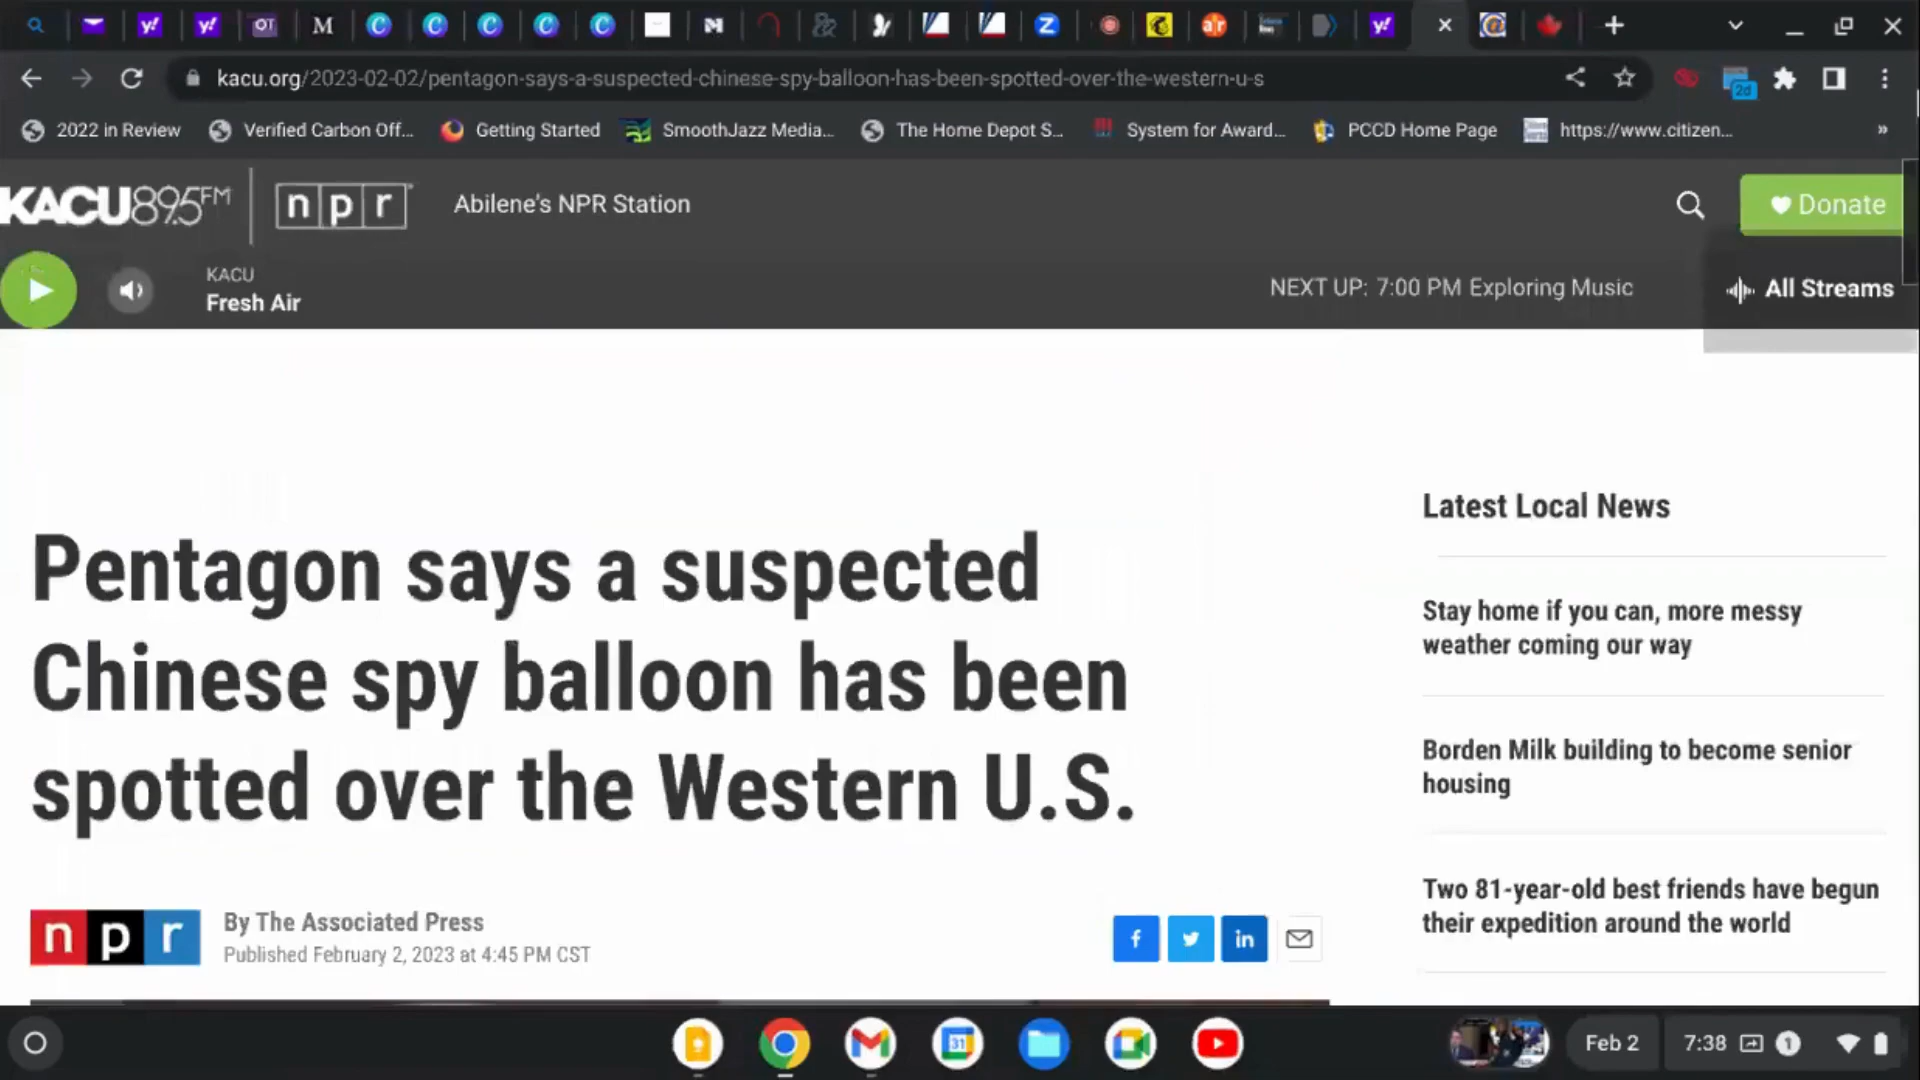 y!
y!
OT
M
Z
ar
y!
kacu.org/2023-02-02/pentagon-says-a-suspected-chinese-spy-balloon-has-been-spotted-over-the-western-u-s
2d
2022 in Review
Verified Carbon Off...
Getting Started
SmoothJazz Media...
The Home Depot S...
System for Award...
PCCD Home Page
https://www.citizen...
»
KACU89.5FM
npr
Abilene's NPR Station
Donate
KACU
Fresh Air
NEXT UP: 7:00 PM Exploring Music
All Streams
Pentagon says a suspected
Chinese spy balloon has been
spotted over the Western U.S.
npr
By The Associated Press
Published February 2, 2023 at 4:45 PM CST
f
in
Latest Local News
Stay home if you can, more messy
weather coming our way
Borden Milk building to become senior
housing
Two 81-year-old best friends have begun
their expedition around the world
31
Feb 2
7:38
1